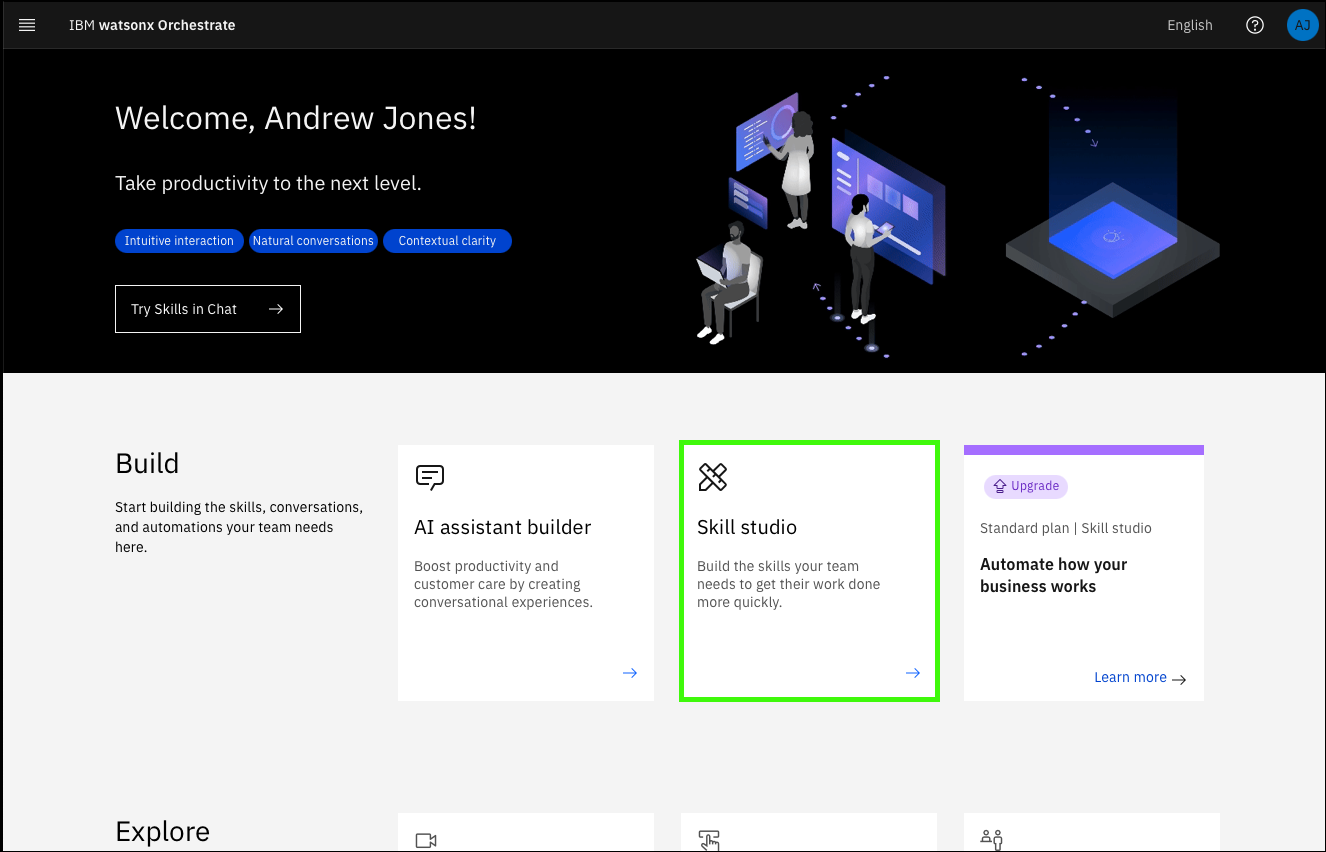 IBM watsonx Orchestrate
English
AJ
Welcome, Andrew Jones!
Take productivity to the next level.
Intuitive interaction
Natural conversations
Contextual clarity
Try Skills in Chat
Build
Start building the skills, conversations,
and automations your team needs
here.
AI assistant builder
Boost productivity and
customer care by creating
conversational experiences.
Skill studio
Build the skills your team
needs to get their work done
more quickly.
Upgrade
Standard plan | Skill studio
Automate how your
business works
Learn more
Explore